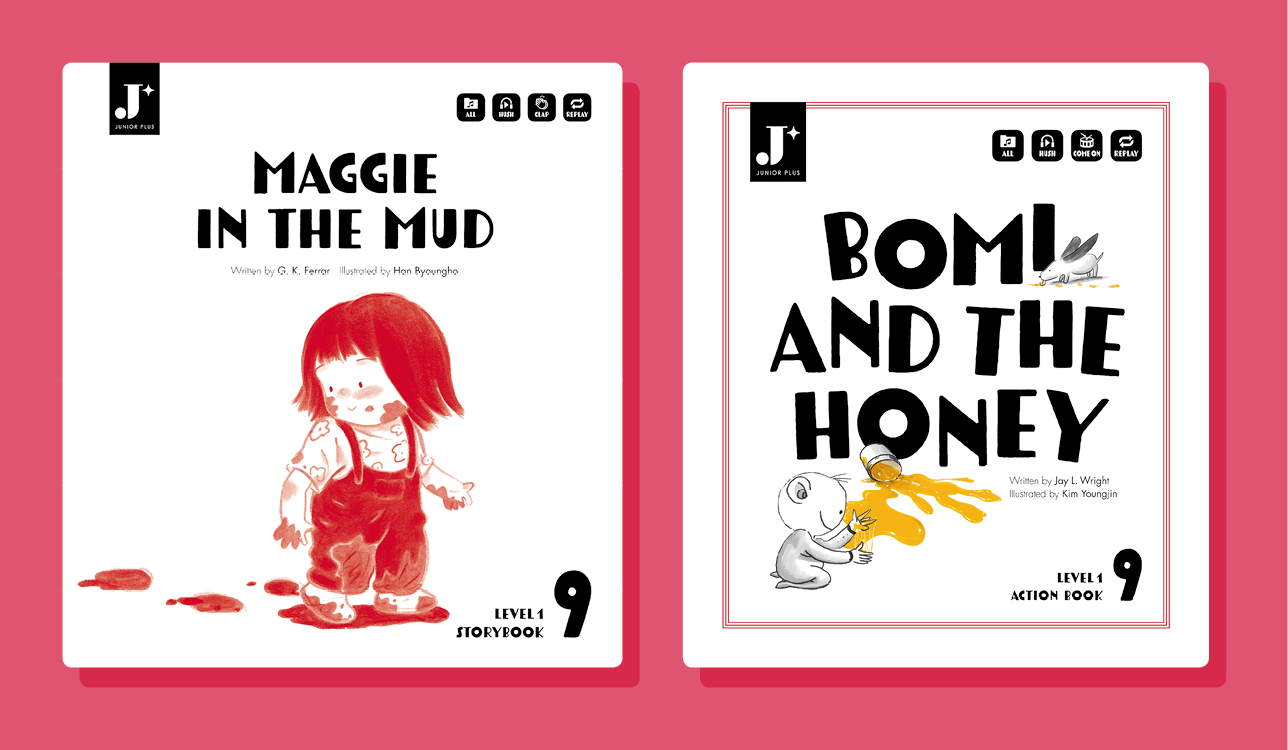 J
JUNIOR PLUS
ALL
HUSH
CLAP
REPLAY
MAGGIE
IN THE MUD
Written by G. K. Ferrar Illustrated by Han Byoungho
LEVEL 1
STORYBOOK
9
J
JUNIOR PLUS
ALL
HUSH
COME ON
REPLAY
BOMI
AND THE
HONEY
Written by Jay L. Wright
Illustrated by Kim Youngjin
LEVEL 1
ACTION BOOK
9